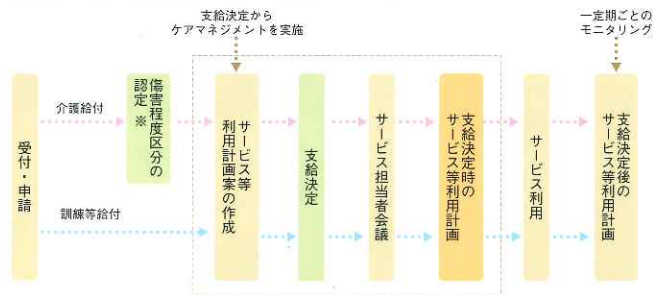 支給決定から
ケアマネジメントを実施
一定期ごとの
モニタリング
受付・申請
介護給付
訓練等給付
傷害程度区分の
認定 ※
サービス等
利用計画案の作成
支給決定
サービス担当者会議
支給決定時の
サービス等利用計画
サービス利用
支給決定後の
サービス等利用計画